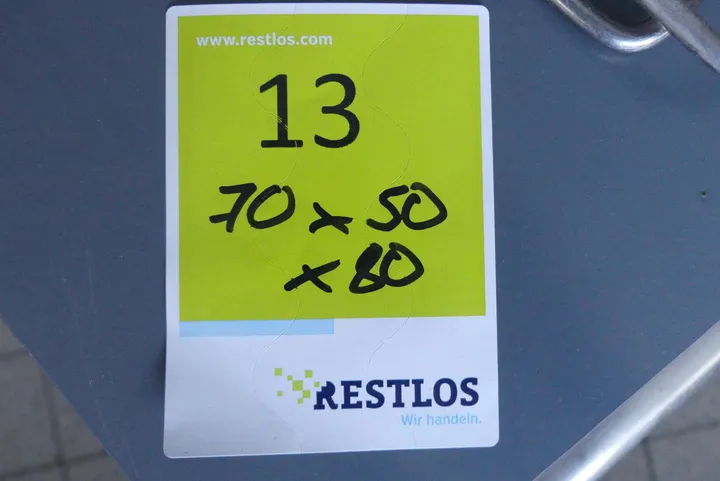 www.restlos.com
13
70 x 50
x 80
RESTLOS
Wir handeln.